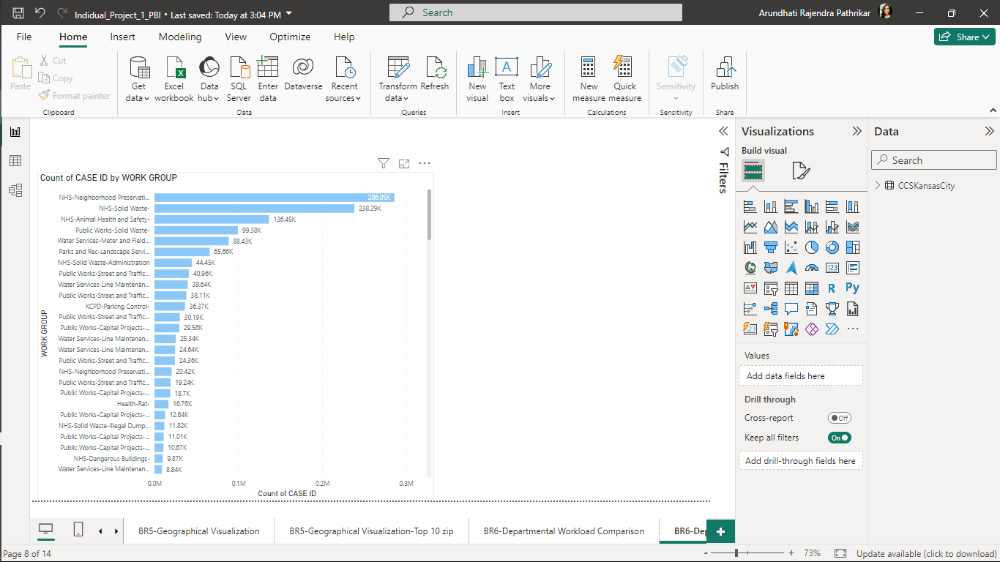 Indidual_Project_1_PBI • Last saved: Today at 3:04 PM
Search
Arundhati Rajendra Pathrikar
File Home Insert Modeling View Optimize Help
Share
Paste
Cut
Copy
Format painter
Clipboard
Get data
Excel workbook
Data hub
SQL Server
Enter data
Dataverse
Recent sources
Data
Transform data
Refresh
Queries
New visual
Text box
More visuals
Insert
New measure
Quick measure
Calculations
Sensitivity
Sensitivity
Publish
Share
Count of CASE ID by WORK GROUP
WORK GROUP
NHS-Neighborhood Preservati... 286.05K
NHS-Solid Waste- 238.29K
NHS-Animal Health and Safety- 136.45K
Public Works-Solid Waste- 99.38K
Water Services-Meter and Field... 88.43K
Parks and Rec-Landscape Servi... 65.66K
NHS-Solid Waste-Administration 44.45K
Public Works-Street and Traffic... 40.96K
Water Services-Line Maintenan... 39.64K
Public Works-Street and Traffic... 38.11K
KCPD-Parking Control- 36.37K
Public Works-Street and Traffic... 30.19K
Public Works-Capital Projects-... 29.56K
Water Services-Line Maintenan... 25.34K
Water Services-Line Maintenan... 24.64K
Public Works-Street and Traffic... 24.36K
NHS-Neighborhood Preservati... 20.42K
Public Works-Street and Traffic... 19.24K
Public Works-Capital Projects-... 18.7K
Health-Rat- 16.76K
Public Works-Capital Projects-... 12.64K
NHS-Solid Waste-Illegal Dump... 11.82K
Public Works-Capital Projects-... 11.01K
Public Works-Capital Projects-... 10.67K
NHS-Dangerous Buildings- 9.87K
Water Services-Line Maintenan... 8.84K
0.0M 0.1M 0.2M 0.3M
Count of CASE ID
Filters
Visualizations
Build visual
R Py
123
123
Values
Add data fields here
Drill through
Cross-report Off
Keep all filters On
Add drill-through fields here
Data
Search
CCSKansasCity
BR5-Geographical Visualization
BR5-Geographical Visualization-Top 10 zip
BR6-Departmental Workload Comparison
BR6-Dep
Page 8 of 14
- + 73%
Update available (click to download)